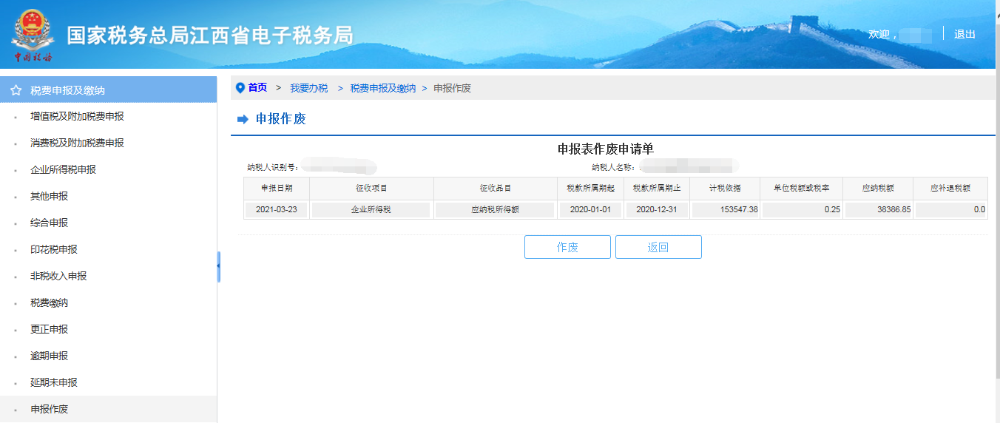 国家税务总局江西省电子税务局
中国税务
欢迎， 退出
税费申报及缴纳
增值税及附加税费申报
消费税及附加税费申报
企业所得税申报
其他申报
综合申报
印花税申报
非税收入申报
税费缴纳
更正申报
逾期申报
延期未申报
申报作废
首页 > 我要办税 > 税费申报及缴纳 > 申报作废
申报作废
申报表作废申请单
纳税人识别号： 纳税人名称：
申报日期 征收项目 征收品目 税款所属期起 税款所属期止 计税依据 单位税额或税率 应纳税额 应补退税额
2021-03-23 企业所得税 应纳税所得额 2020-01-01 2020-12-31 153547.38 0.25 38386.85 0.0
作废 返回